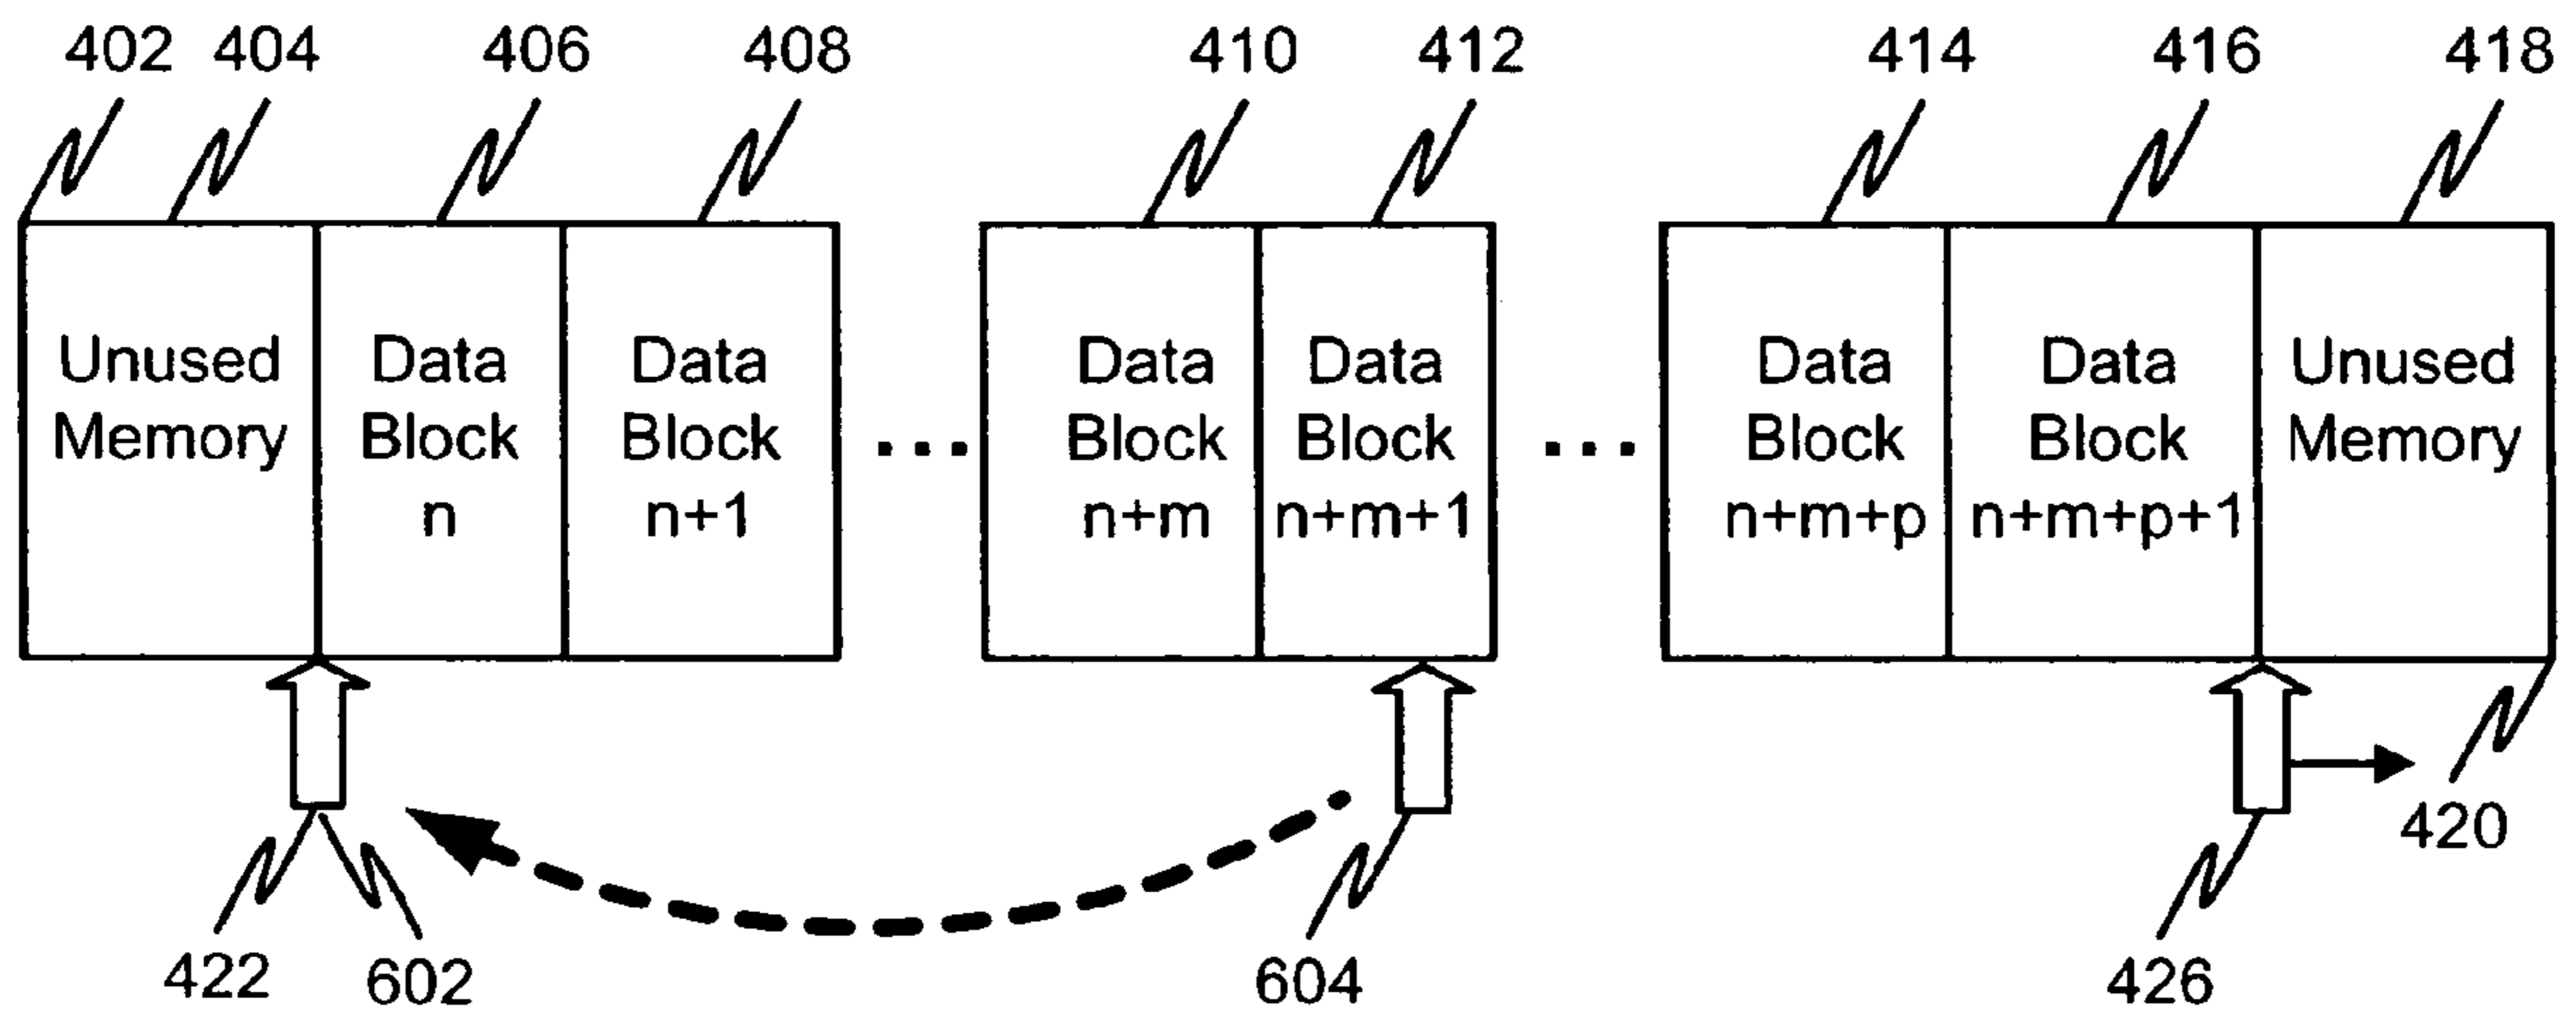 402 404 406 408 410 412 414 416 418
Unused
Memory
Data
Block
n
Data
Block
n+1
...
Data
Block
n+m
Data
Block
n+m+1
...
Data
Block
n+m+p
Data
Block
n+m+p+1
Unused
Memory
420
422 602 604 426